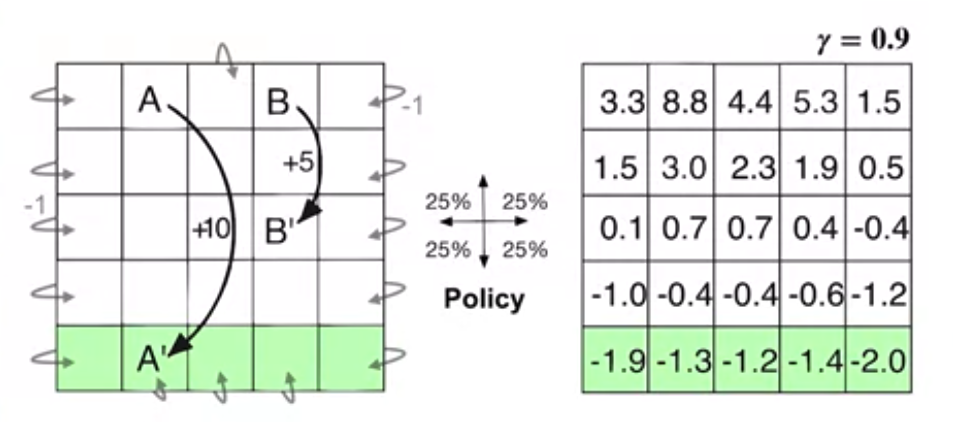 γ = 0.9
A B -1
+5
-1
+10 B'
A'
25% 25%
25% 25%
Policy
3.3 8.8 4.4 5.3 1.5
1.5 3.0 2.3 1.9 0.5
0.1 0.7 0.7 0.4 -0.4
-1.0 -0.4 -0.4 -0.6 -1.2
-1.9 -1.3 -1.2 -1.4 -2.0